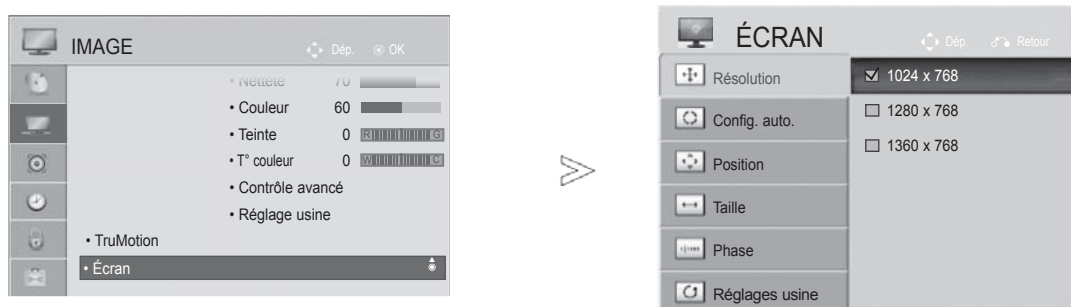 IMAGE
Dép. OK
• Netteté 70
• Couleur 60
• Teinte 0 R G
• T° couleur 0 W C
• Contrôle avancé
• Réglage usine
• TruMotion
• Écran
ÉCRAN
Dép. Retour
Résolution
Config. auto.
Position
Taille
Phase
Réglages usine
1024 x 768
1280 x 768
1360 x 768